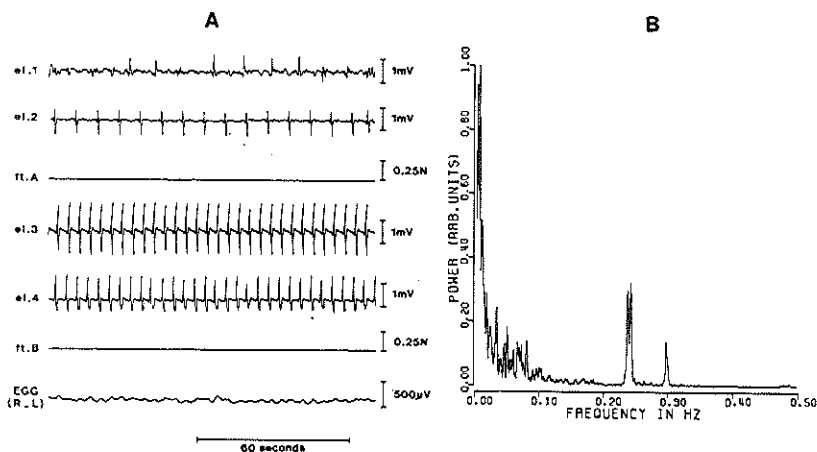 A
el.1
1mV
el.2
1mV
ft.A
0.25N
el.3
1mV
el.4
1mV
ft.B
0.25N
EGG
(R_L)
500µV
60 seconds
B
POWER (ARB.UNITS)
1.00
0.80
0.60
0.40
0.20
0.00
0.00 0.10 0.20 0.30 0.40 0.50
FREQUENCY IN HZ